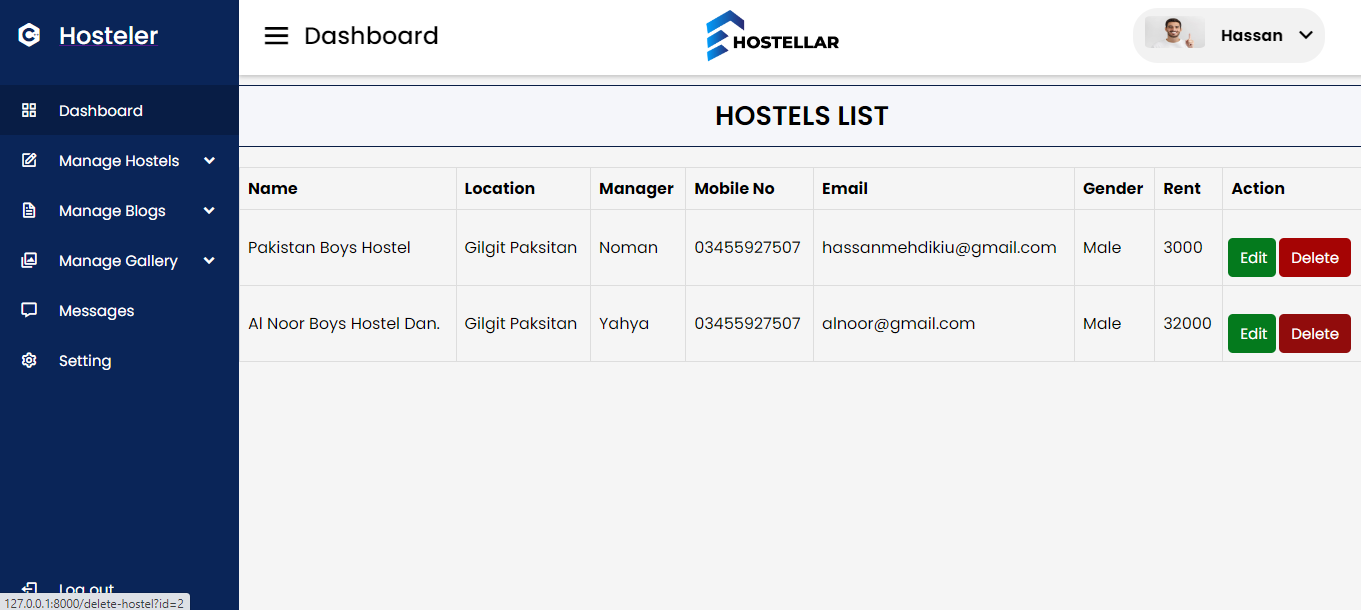 Hosteler
Dashboard
HOSTELLAR
Hassan
Dashboard
Manage Hostels
Manage Blogs
Manage Gallery
Messages
Setting
Log out
127.0.0.1:8000/delete-hostel?id=2
HOSTELS LIST
Name Location Manager Mobile No Email Gender Rent Action
Pakistan Boys Hostel Gilgit Paksitan Noman 03455927507 hassanmehdikiu@gmail.com Male 3000 Edit Delete
Al Noor Boys Hostel Dan. Gilgit Paksitan Yahya 03455927507 alnoor@gmail.com Male 32000 Edit Delete